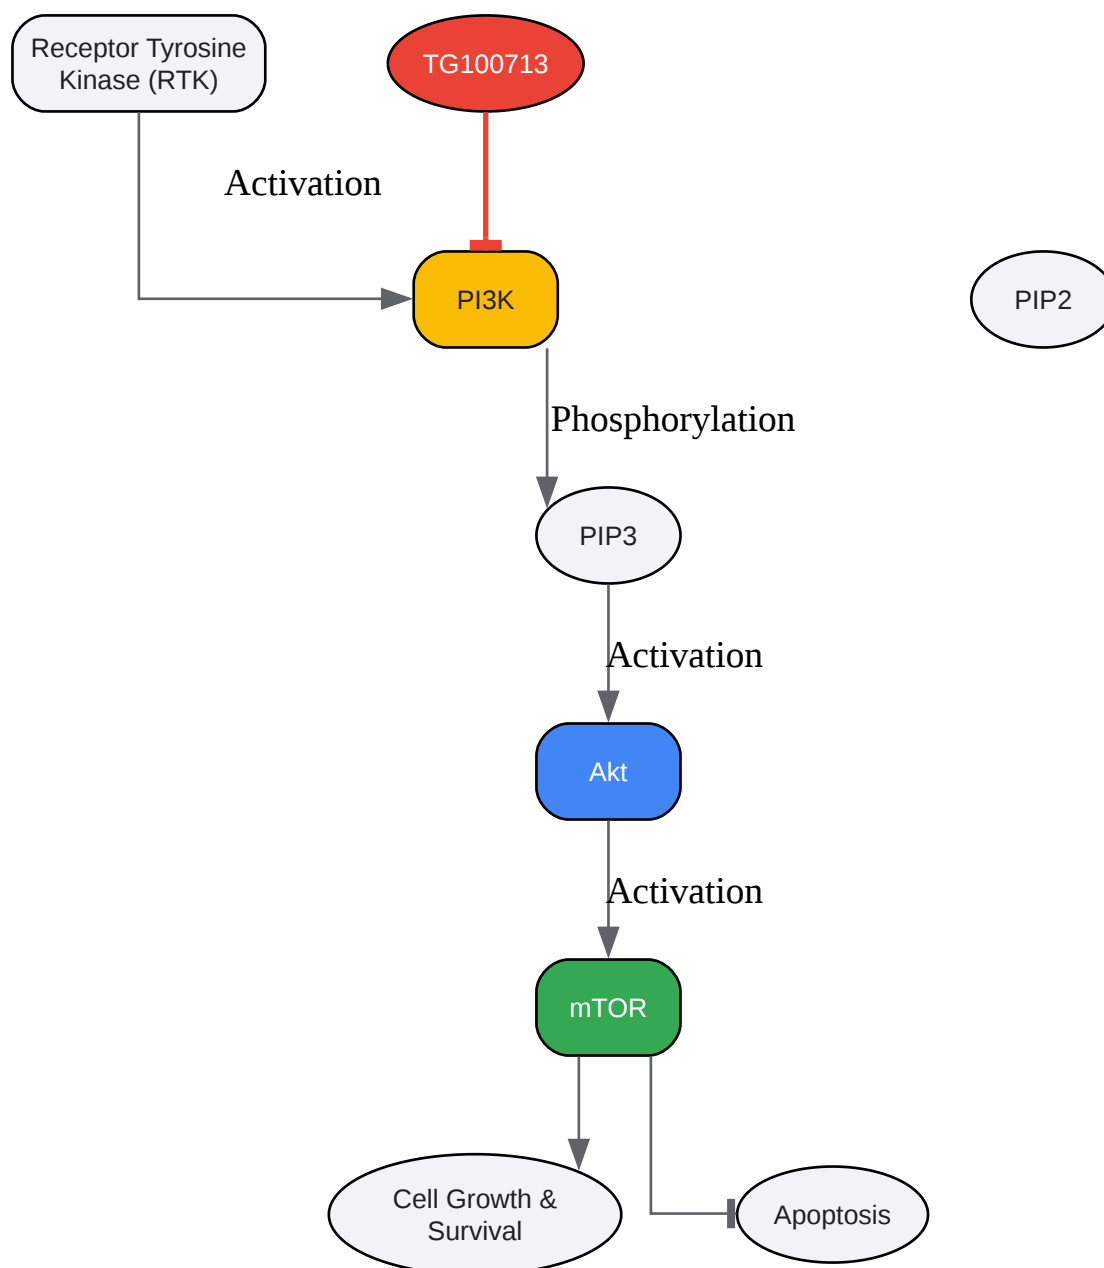 Receptor Tyrosine
Kinase (RTK)
TG100713
Activation
PI3K
PIP2
Phosphorylation
PIP3
Activation
Akt
Activation
mTOR
Cell Growth &
Survival
Apoptosis